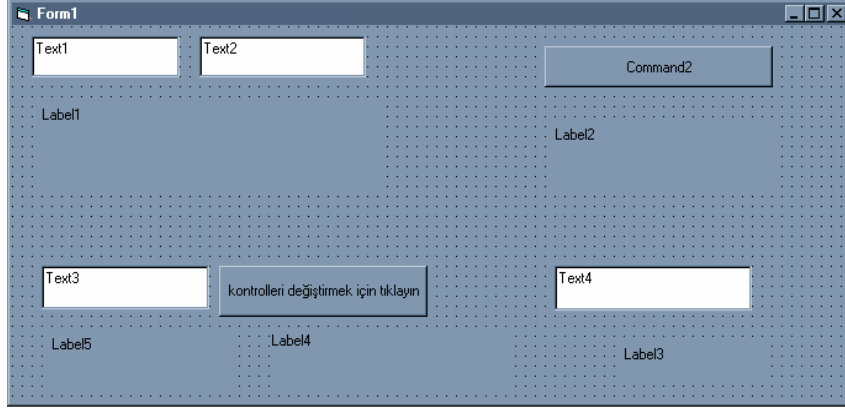 Form1
Text1
Text2
Command2
Label1
Label2
Text3
kontrolleri değiştirmek için tıklayın
Text4
Label5
Label4
Label3